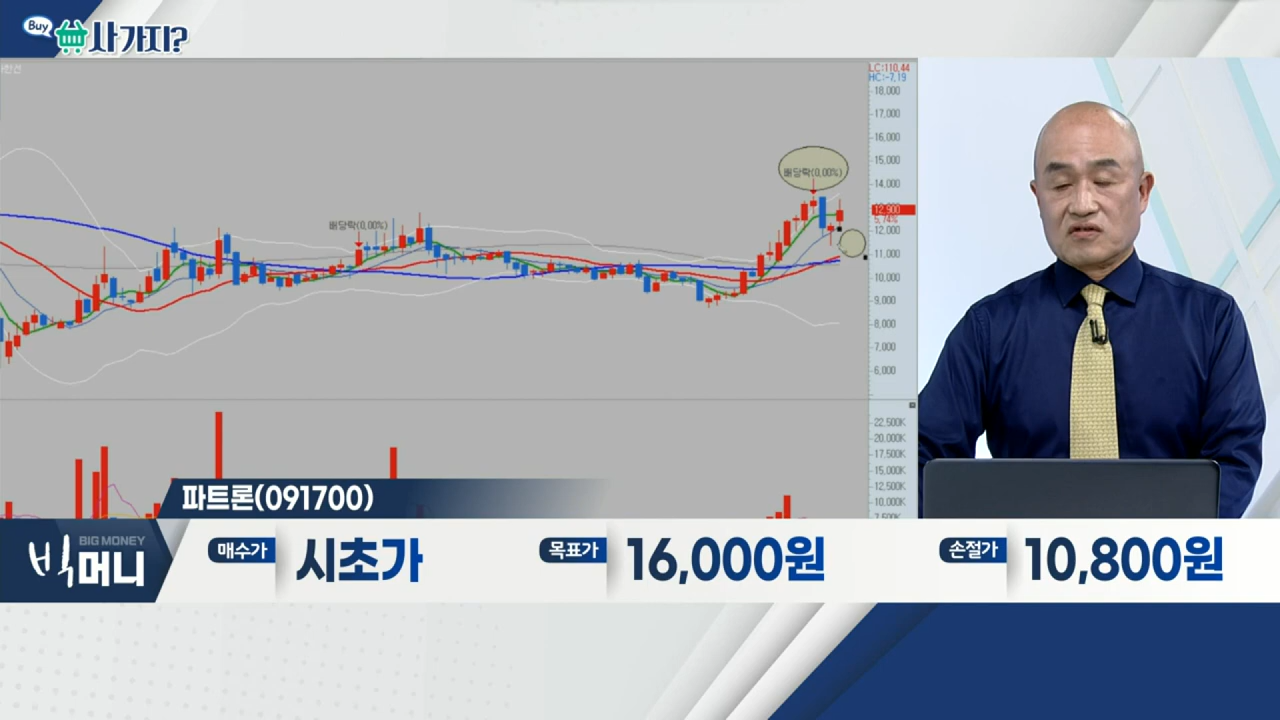 Buy
사가지?
LC:110.44
HC:-7.19
18,000
17,000
16,000
15,000
14,000
12,900
5.74%
12,000
11,000
10,000
9,000
8,000
7,000
6,000
배당락(0.00%)
배당락(0.00%)
22,500K
20,000K
17,500K
15,000K
12,500K
10,000K
7,500K
파트론(091700)
BIG MONEY
빅머니
매수가
시초가
목표가
16,000원
손절가
10,800원